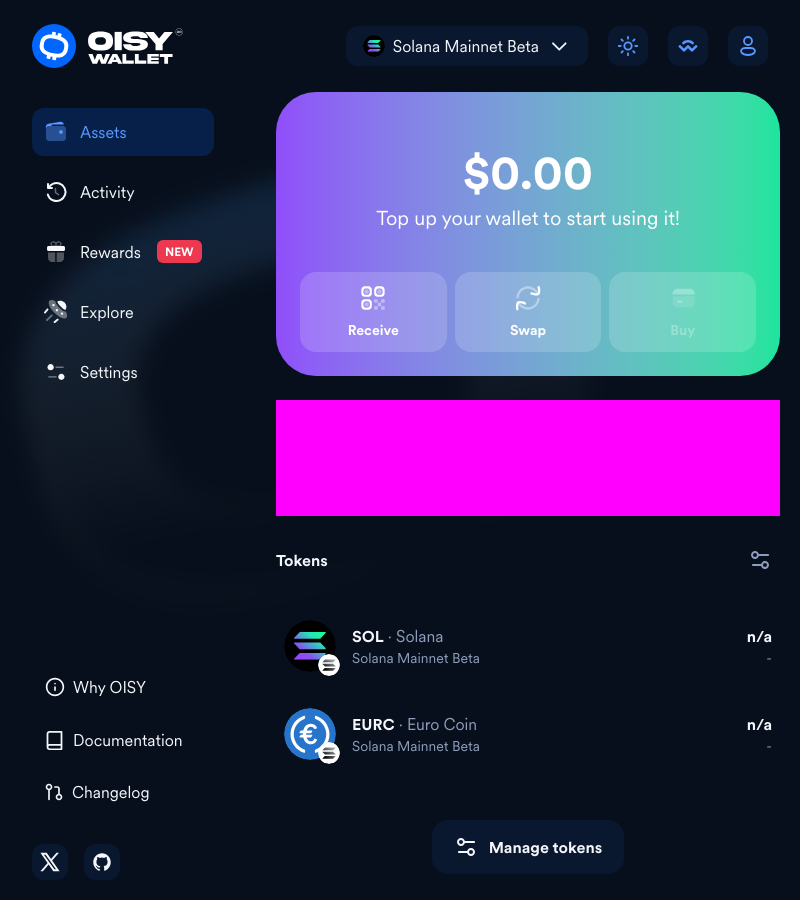 OISY
WALLET
Solana Mainnet Beta
Assets
Activity
Rewards NEW
Explore
Settings
$0.00
Top up your wallet to start using it!
Receive
Swap
Buy
Tokens
SOL · Solana
n/a
Solana Mainnet Beta
-
EURC · Euro Coin
n/a
Solana Mainnet Beta
-
Why OISY
Documentation
Changelog
Manage tokens